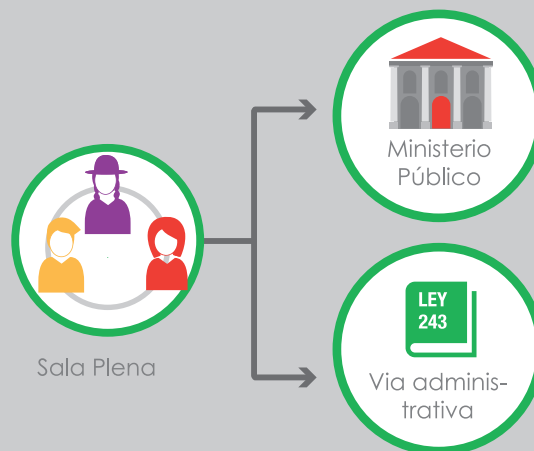 Ministerio
Público
Sala Plena
LEY
243
Via adminis-
trativa